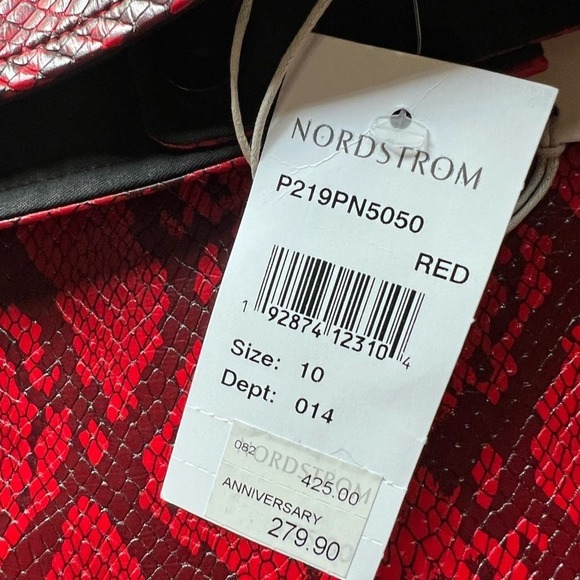 NORDSTROM
P219PN5050
RED
1 92874 12310 4
Size: 10
Dept: 014
082
NORDSTROM
425.00
ANNIVERSARY
279.90